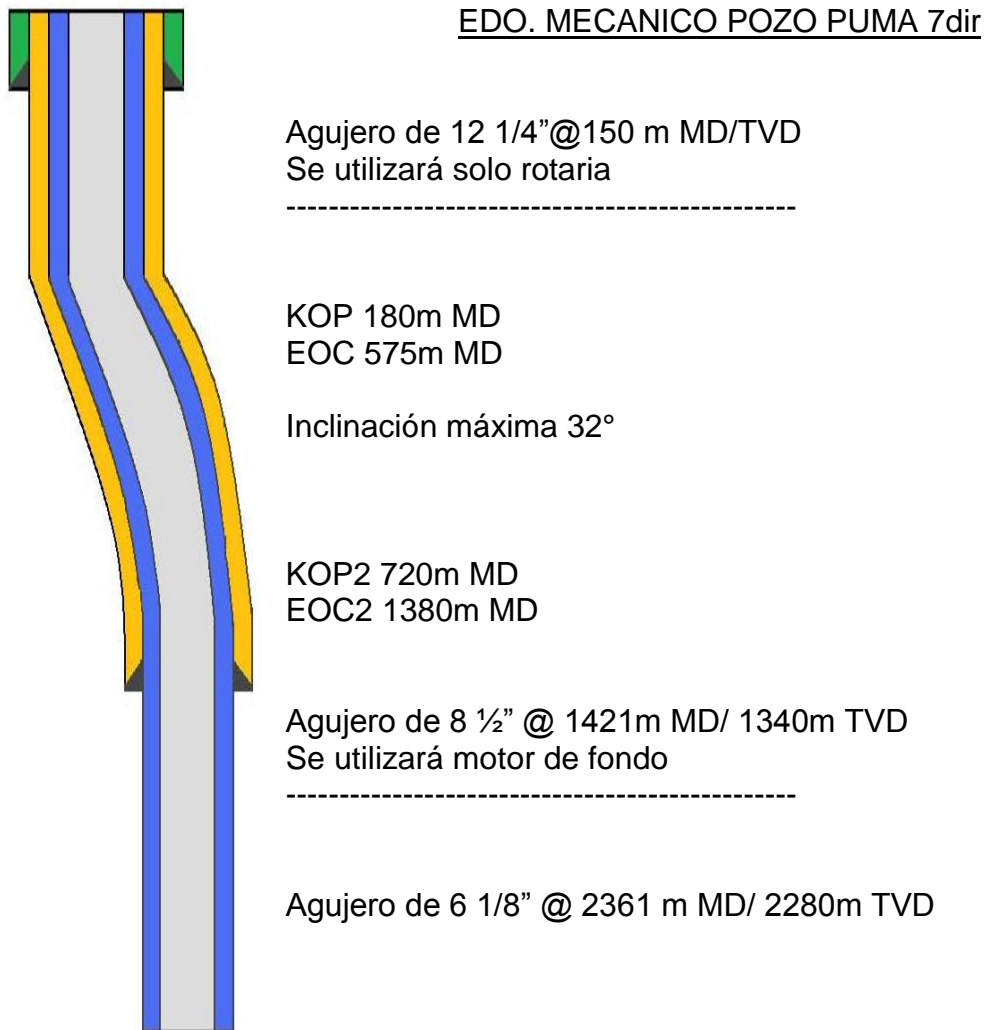 EDO. MECANICO POZO PUMA 7dir
Agujero de 12 1/4”@150 m MD/TVD
Se utilizará solo rotaria
------------------------------------------------
KOP 180m MD
EOC 575m MD
Inclinación máxima 32°
KOP2 720m MD
EOC2 1380m MD
Agujero de 8 ½” @ 1421m MD/ 1340m TVD
Se utilizará motor de fondo
------------------------------------------------
Agujero de 6 1/8” @ 2361 m MD/ 2280m TVD